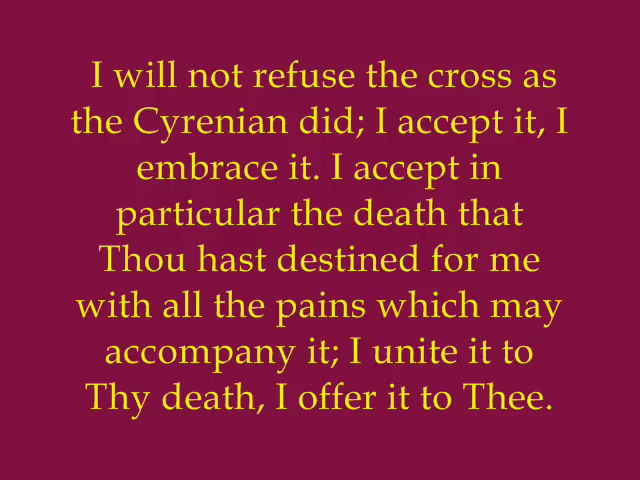 I will not refuse the cross as
the Cyrenian did; I accept it, I
embrace it. I accept in
particular the death that
Thou hast destined for me
with all the pains which may
accompany it; I unite it to
Thy death, I offer it to Thee.